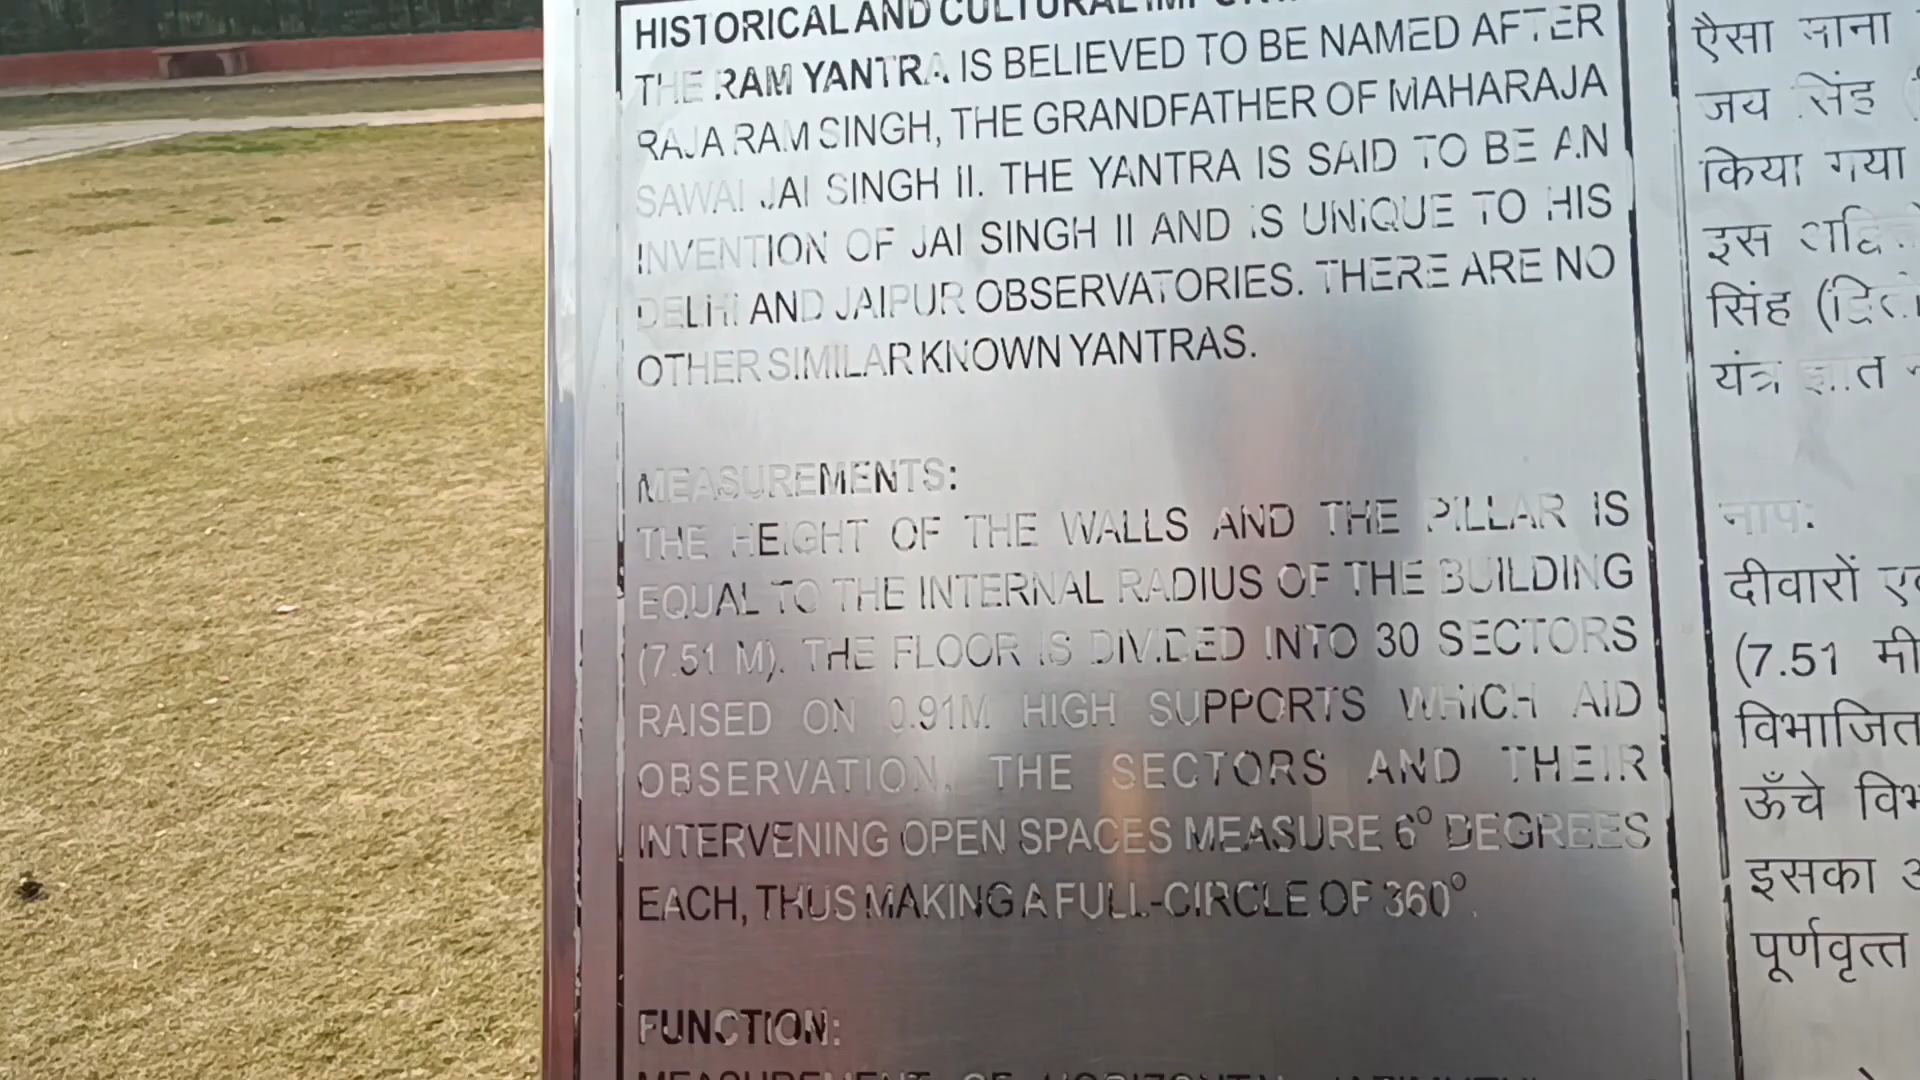 HISTORICAL AND CULTURAL
THE RAM YANTRA IS BELIEVED TO BE NAMED AFTER
RAJA RAM SINGH, THE GRANDFATHER OF MAHARAJA
SAWAI JAI SINGH II. THE YANTRA IS SAID TO BE AN
INVENTION OF JAI SINGH II AND IS UNIQUE TO HIS
DELHI AND JAIPUR OBSERVATORIES. THERE ARE NO
OTHER SIMILAR KNOWN YANTRAS.
MEASUREMENTS:
THE HEIGHT OF THE WALLS AND THE PILLAR IS
EQUAL TO THE INTERNAL RADIUS OF THE BUILDING
(7.51 M). THE FLOOR IS DIVIDED INTO 30 SECTORS
RAISED ON 0.91M HIGH SUPPORTS WHICH AID
OBSERVATION. THE SECTORS AND THEIR
INTERVENING OPEN SPACES MEASURE 6° DEGREES
EACH, THUS MAKING A FULL-CIRCLE OF 360°.
FUNCTION:
MEASUREMENT OF HORIZONTAL
ऐसा माना
जय सिंह
किया गया
इस
सिंह
यंत्र ज्ञात
नाप:
दीवारों
(7.51
विभाजित
ऊँचे
इसका
पूर्णवृत्त